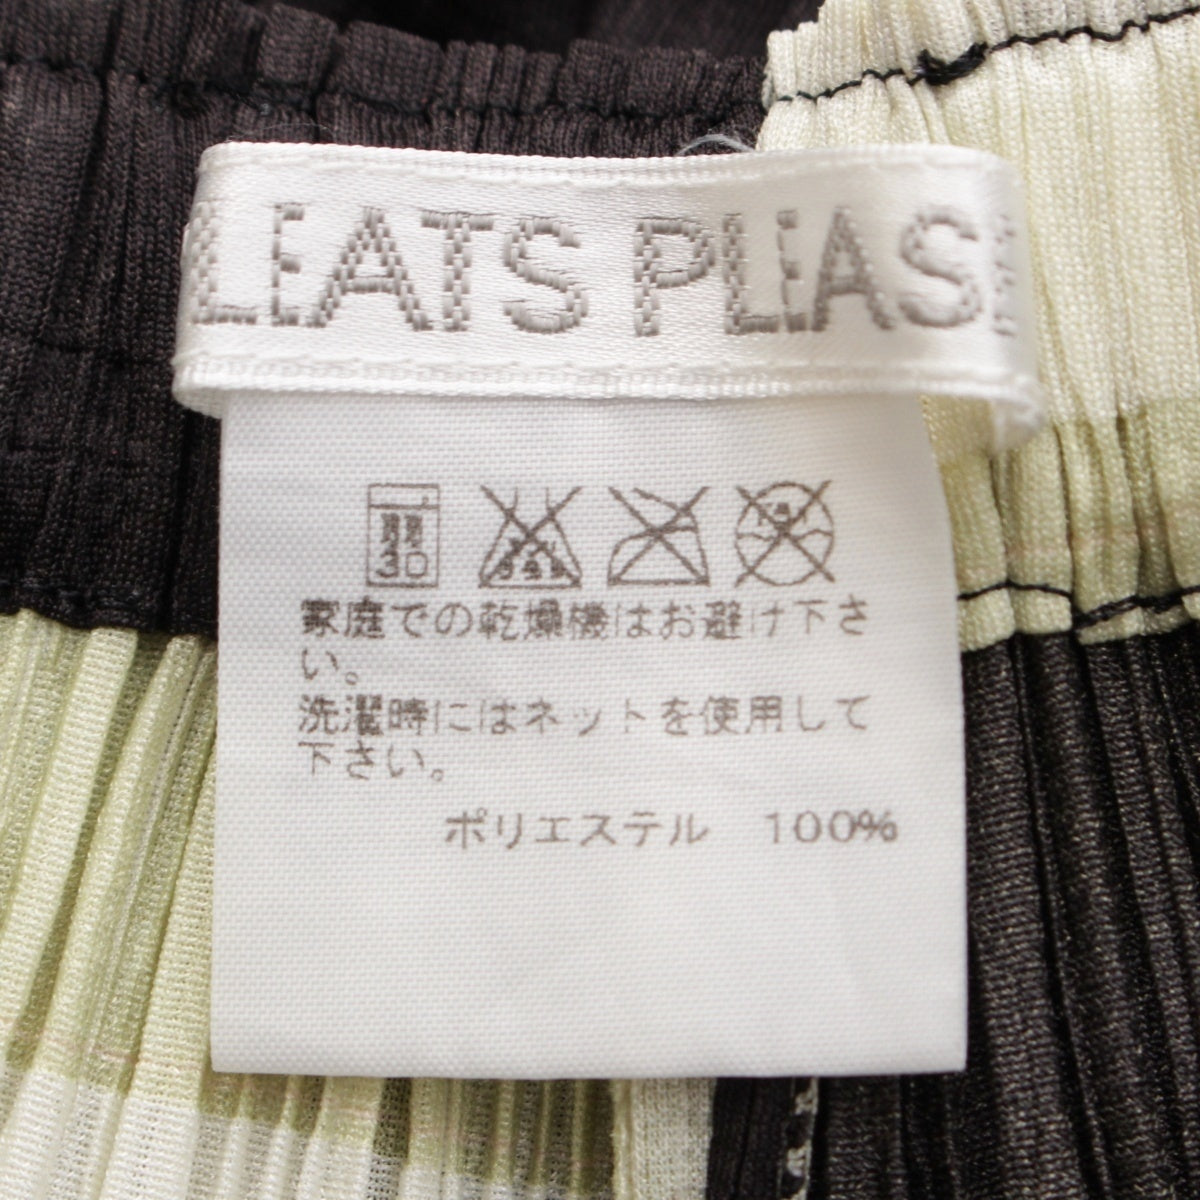 LEATS PLEAS
弱
30
家庭での乾燥機はお避け下さ
い。
洗濯時にはネットを使用して
下さい。
ポリエステル 100%